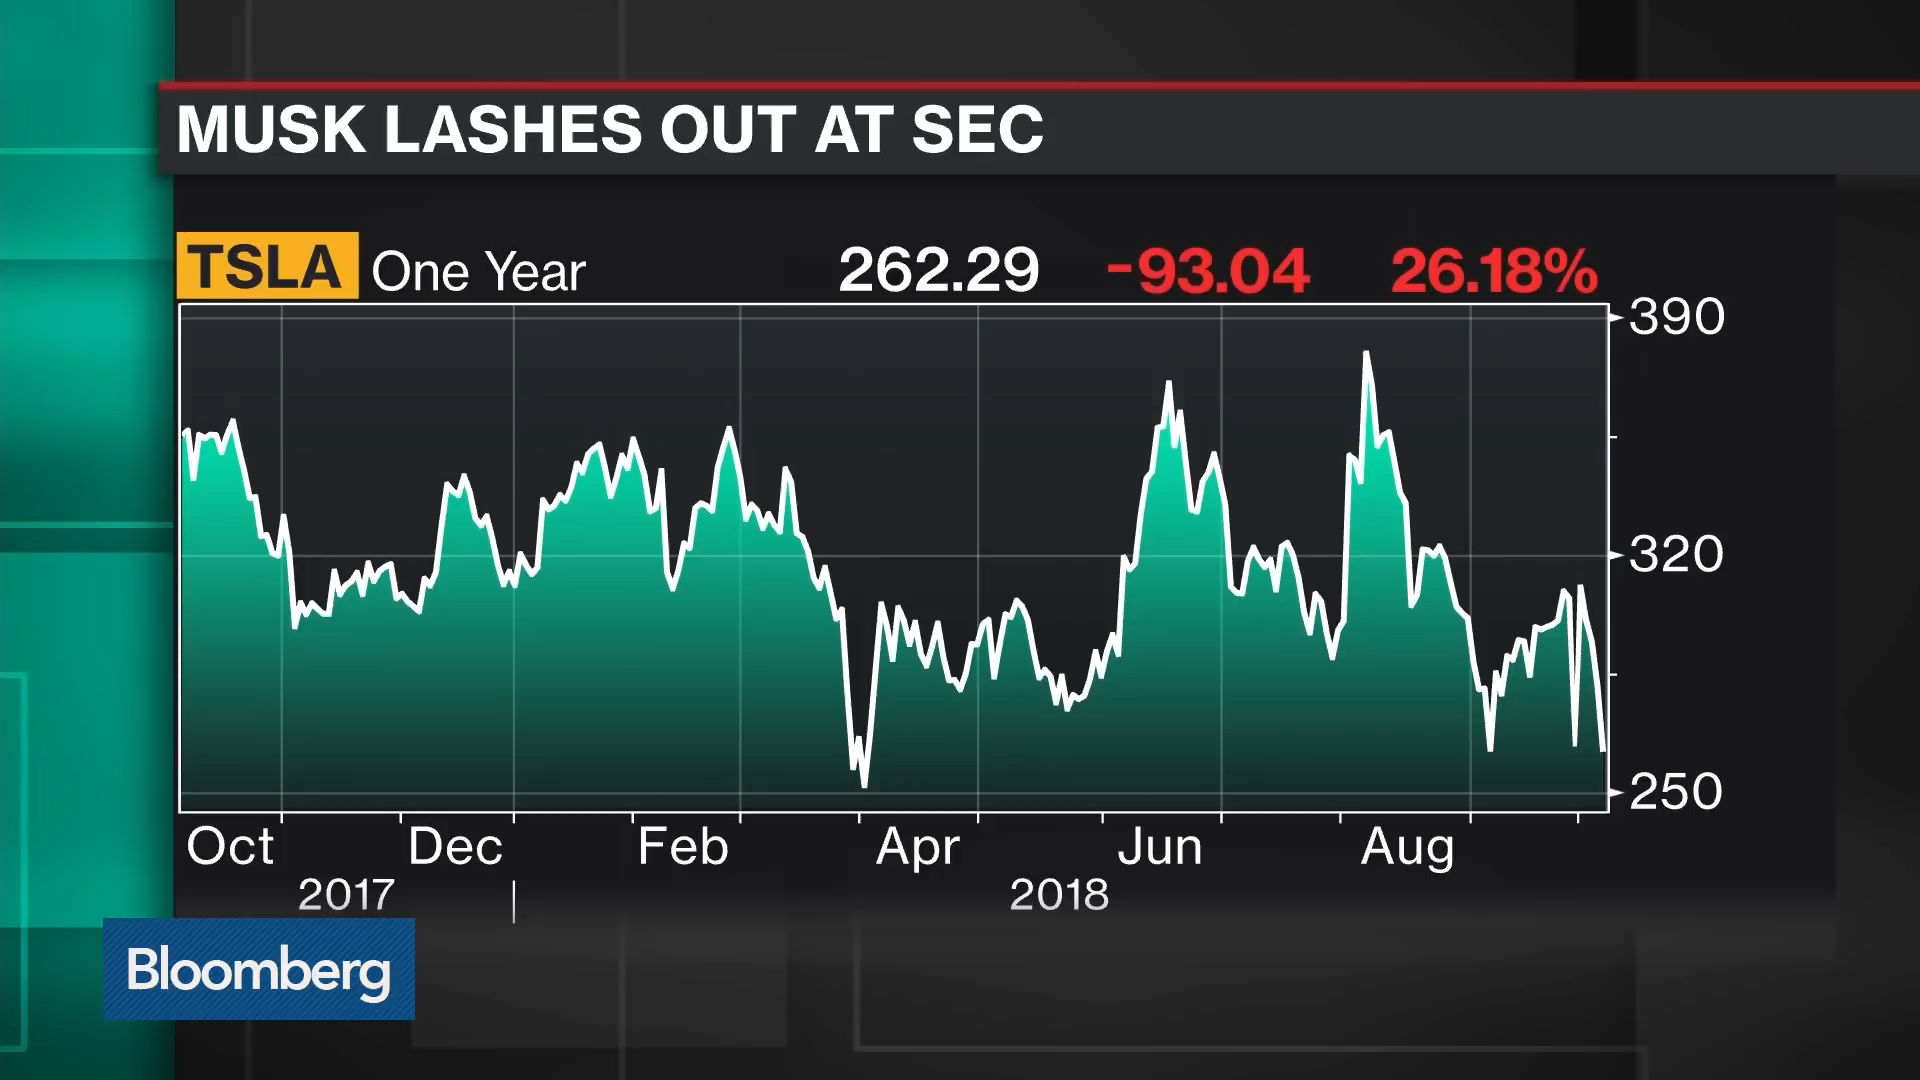 MUSK LASHES OUT AT SEC
TSLA One Year 262.29 -93.04 26.18%
390
320
250
Oct Dec Feb Apr Jun Aug
2017 2018
Bloomberg